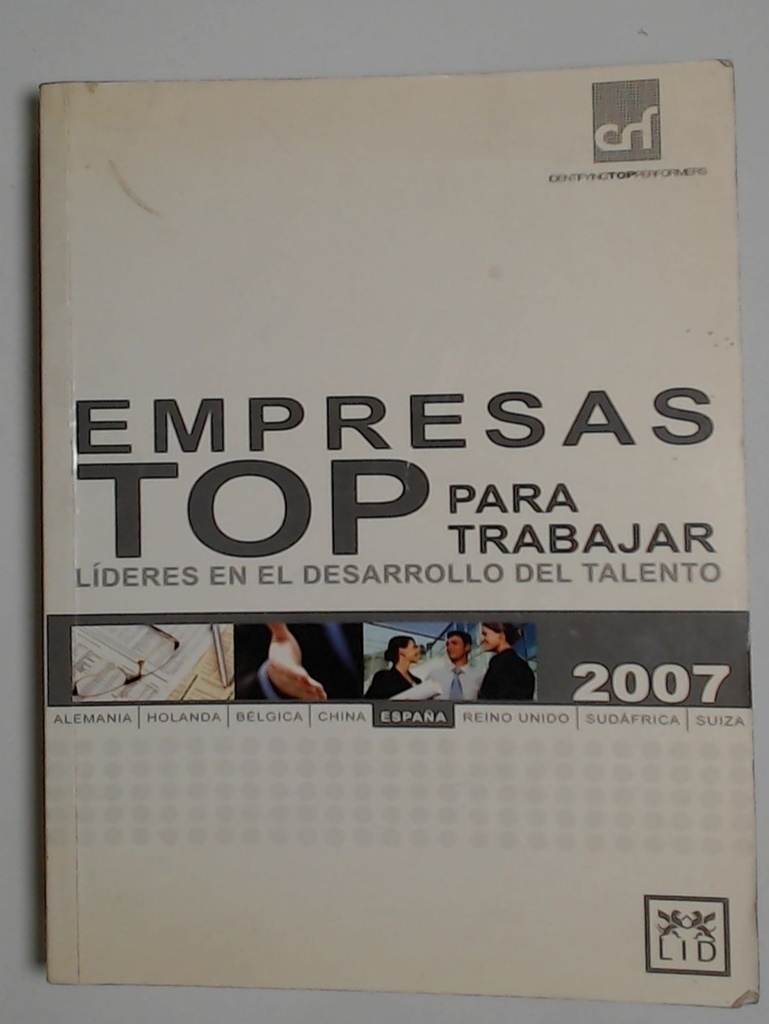 crf
IDENTIFYINGTOPPERFORMERS
EMPRESAS
TOP PARA
TRABAJAR
LÍDERES EN EL DESARROLLO DEL TALENTO
2007
ALEMANIA | HOLANDA | BÉLGICA | CHINA | ESPAÑA | REINO UNIDO | SUDÁFRICA | SUIZA
LID